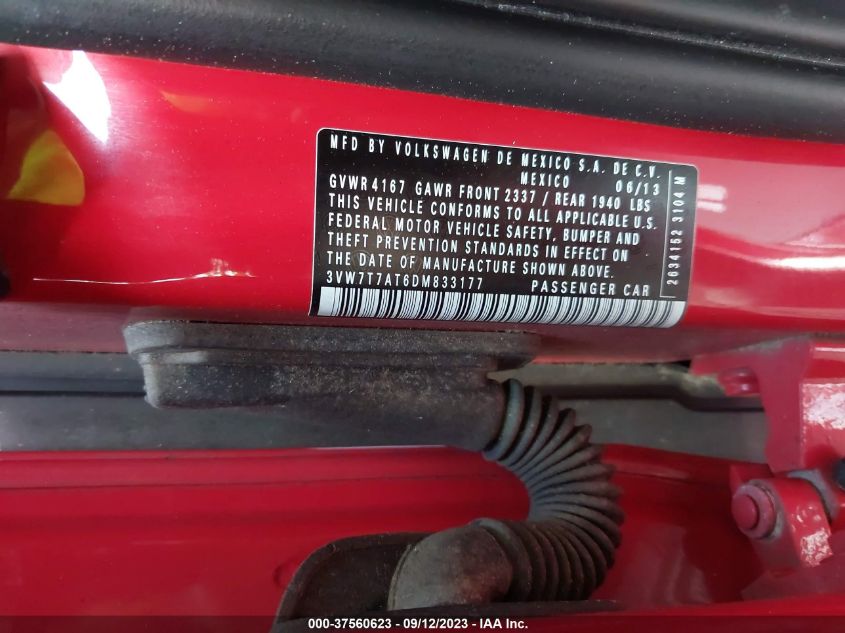 MFD BY VOLKSWAGEN DE MEXICO S.A. DE C.V.
MEXICO 06/13
GVWR 4167 GAWR FRONT 2337 / REAR 1940 LBS
THIS VEHICLE CONFORMS TO ALL APPLICABLE U.S.
FEDERAL MOTOR VEHICLE SAFETY, BUMPER AND
THEFT PREVENTION STANDARDS IN EFFECT ON
THE DATE OF MANUFACTURE SHOWN ABOVE.
3VW7T7AT6DM833177 PASSENGER CAR
2034152 3104 M
000-37560623 - 09/12/2023 - © IAA Inc.